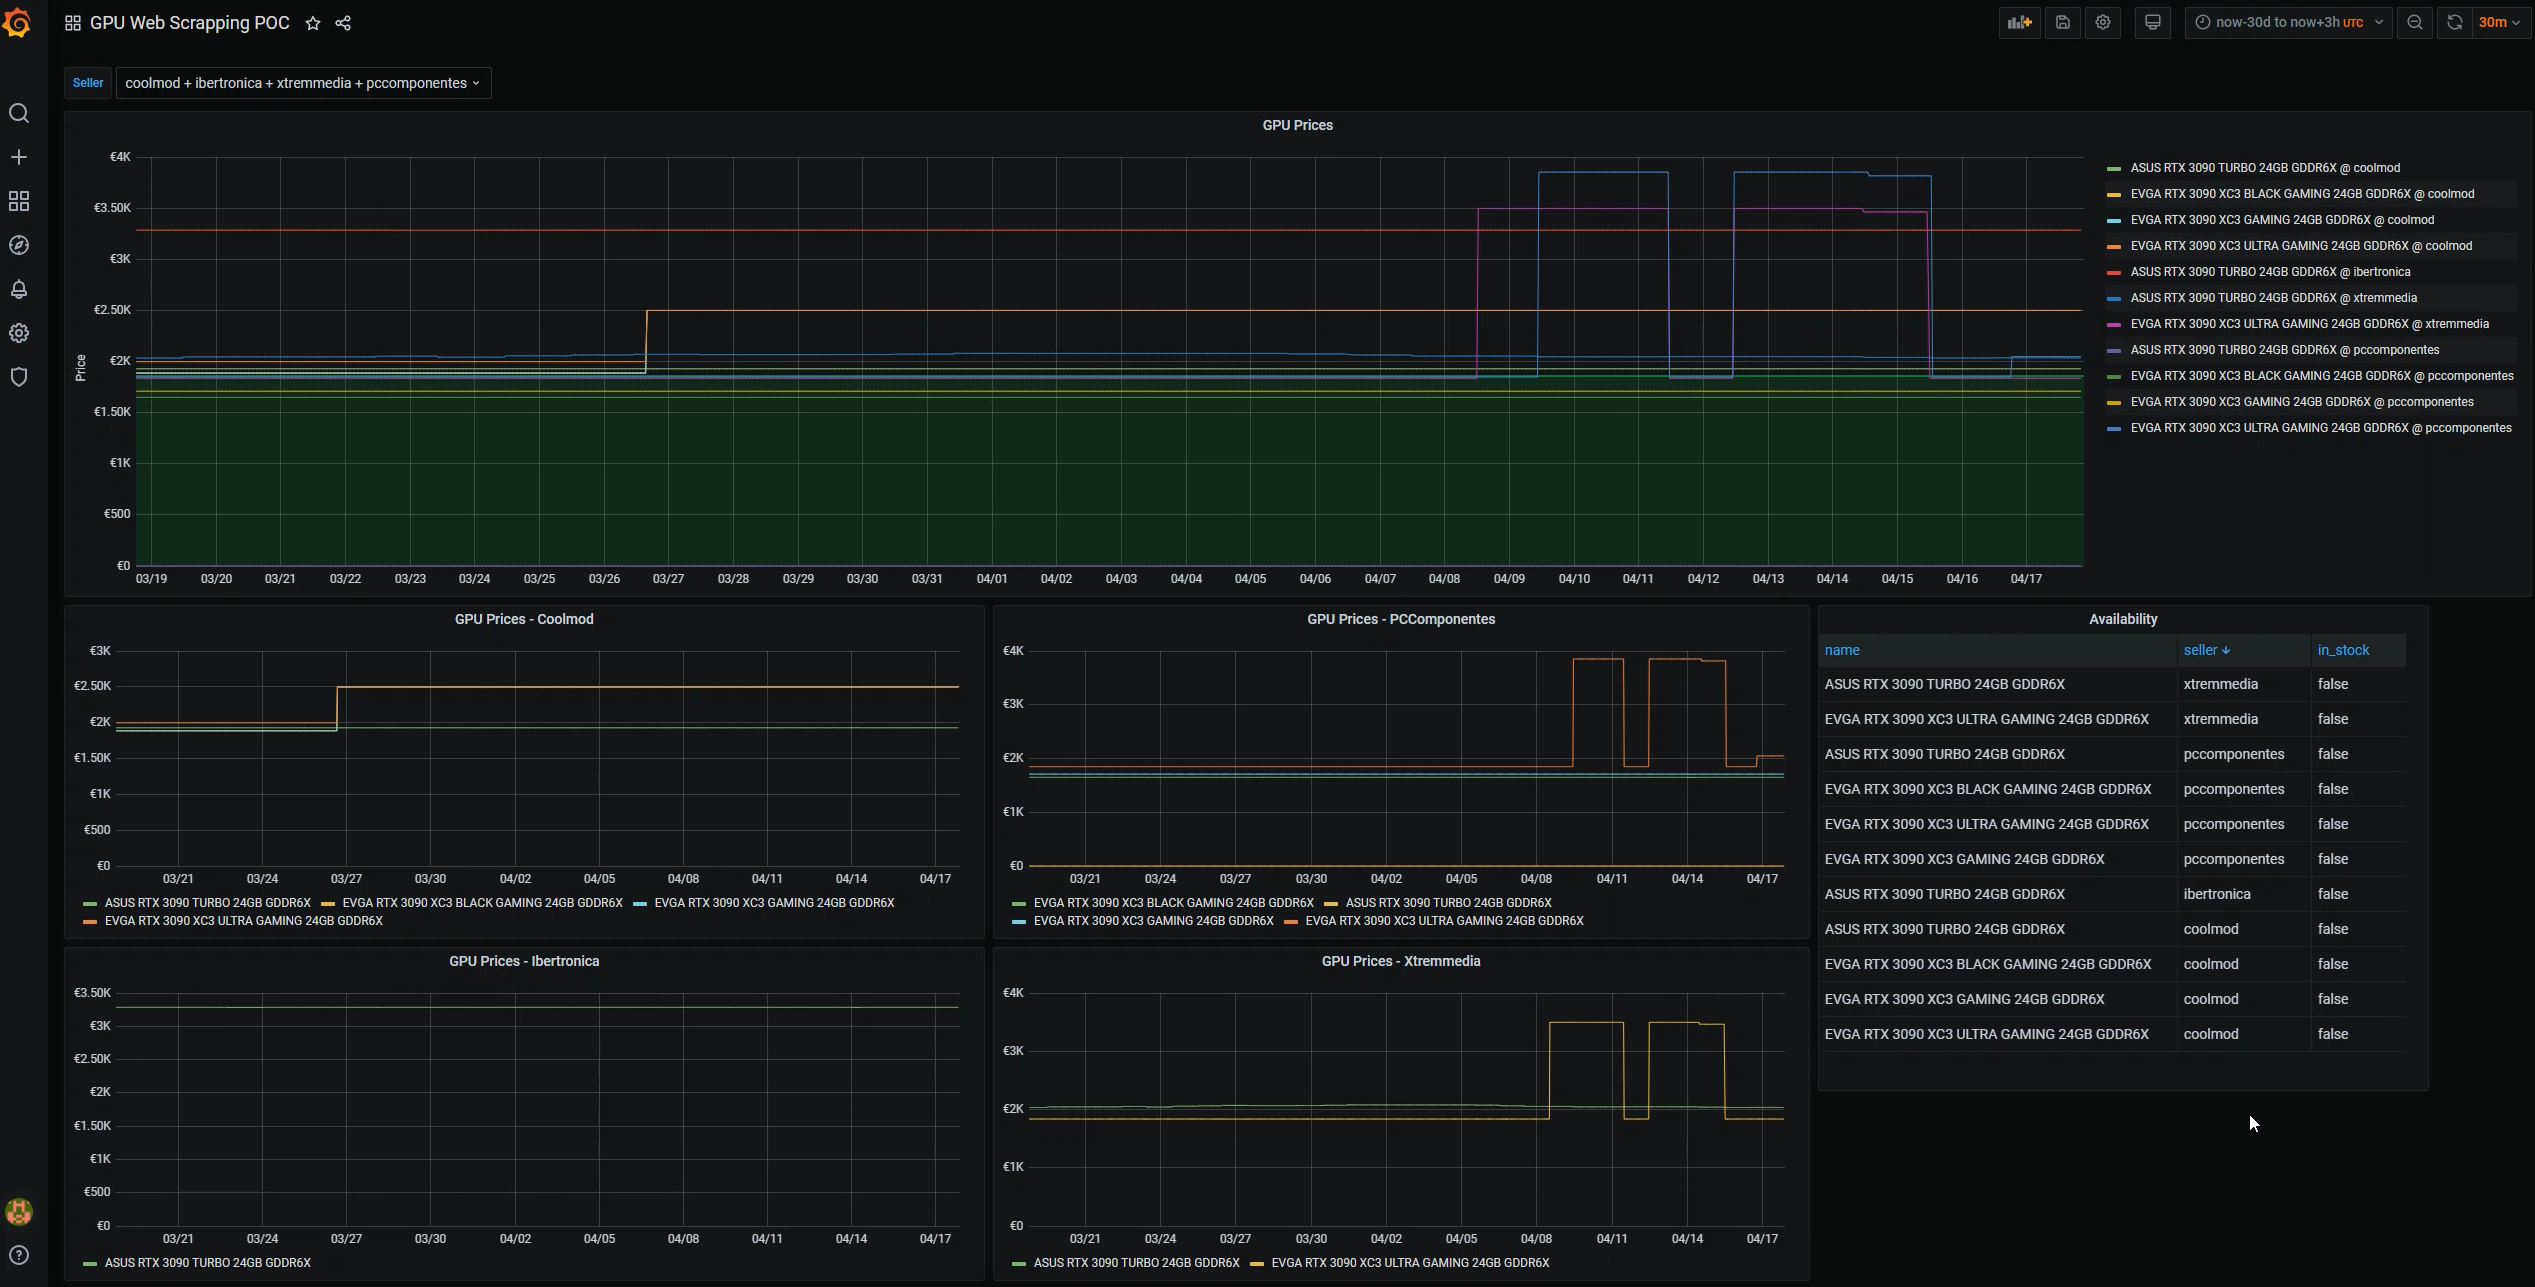 GPU Web Scrapping POC
now-30d to now+3h UTC
30m
Seller
coolmod + ibertronica + xtremmedia + pccomponentes
GPU Prices
Price
€4K
€3.50K
€3K
€2.50K
€2K
€1.50K
€1K
€500
€0
03/19 03/20 03/21 03/22 03/23 03/24 03/25 03/26 03/27 03/28 03/29 03/30 03/31 04/01 04/02 04/03 04/04 04/05 04/06 04/07 04/08 04/09 04/10 04/11 04/12 04/13 04/14 04/15 04/16 04/17
ASUS RTX 3090 TURBO 24GB GDDR6X @ coolmod
EVGA RTX 3090 XC3 BLACK GAMING 24GB GDDR6X @ coolmod
EVGA RTX 3090 XC3 GAMING 24GB GDDR6X @ coolmod
EVGA RTX 3090 XC3 ULTRA GAMING 24GB GDDR6X @ coolmod
ASUS RTX 3090 TURBO 24GB GDDR6X @ ibertronica
ASUS RTX 3090 TURBO 24GB GDDR6X @ xtremmedia
EVGA RTX 3090 XC3 ULTRA GAMING 24GB GDDR6X @ xtremmedia
ASUS RTX 3090 TURBO 24GB GDDR6X @ pccomponentes
EVGA RTX 3090 XC3 BLACK GAMING 24GB GDDR6X @ pccomponentes
EVGA RTX 3090 XC3 GAMING 24GB GDDR6X @ pccomponentes
EVGA RTX 3090 XC3 ULTRA GAMING 24GB GDDR6X @ pccomponentes
GPU Prices - Coolmod
€3K
€2.50K
€2K
€1.50K
€1K
€500
€0
03/21 03/24 03/27 03/30 04/02 04/05 04/08 04/11 04/14 04/17
ASUS RTX 3090 TURBO 24GB GDDR6X EVGA RTX 3090 XC3 BLACK GAMING 24GB GDDR6X EVGA RTX 3090 XC3 GAMING 24GB GDDR6X
EVGA RTX 3090 XC3 ULTRA GAMING 24GB GDDR6X
GPU Prices - PCComponentes
€4K
€3K
€2K
€1K
€0
03/21 03/24 03/27 03/30 04/02 04/05 04/08 04/11 04/14 04/17
EVGA RTX 3090 XC3 BLACK GAMING 24GB GDDR6X ASUS RTX 3090 TURBO 24GB GDDR6X
EVGA RTX 3090 XC3 GAMING 24GB GDDR6X EVGA RTX 3090 XC3 ULTRA GAMING 24GB GDDR6X
Availability
name seller ↓ in_stock
ASUS RTX 3090 TURBO 24GB GDDR6X xtremmedia false
EVGA RTX 3090 XC3 ULTRA GAMING 24GB GDDR6X xtremmedia false
ASUS RTX 3090 TURBO 24GB GDDR6X pccomponentes false
EVGA RTX 3090 XC3 BLACK GAMING 24GB GDDR6X pccomponentes false
EVGA RTX 3090 XC3 ULTRA GAMING 24GB GDDR6X pccomponentes false
EVGA RTX 3090 XC3 GAMING 24GB GDDR6X pccomponentes false
ASUS RTX 3090 TURBO 24GB GDDR6X ibertronica false
ASUS RTX 3090 TURBO 24GB GDDR6X coolmod false
EVGA RTX 3090 XC3 BLACK GAMING 24GB GDDR6X coolmod false
EVGA RTX 3090 XC3 GAMING 24GB GDDR6X coolmod false
EVGA RTX 3090 XC3 ULTRA GAMING 24GB GDDR6X coolmod false
GPU Prices - Ibertronica
€3.50K
€3K
€2.50K
€2K
€1.50K
€1K
€500
€0
03/21 03/24 03/27 03/30 04/02 04/05 04/08 04/11 04/14 04/17
ASUS RTX 3090 TURBO 24GB GDDR6X
GPU Prices - Xtremmedia
€4K
€3K
€2K
€1K
€0
03/21 03/24 03/27 03/30 04/02 04/05 04/08 04/11 04/14 04/17
ASUS RTX 3090 TURBO 24GB GDDR6X EVGA RTX 3090 XC3 ULTRA GAMING 24GB GDDR6X